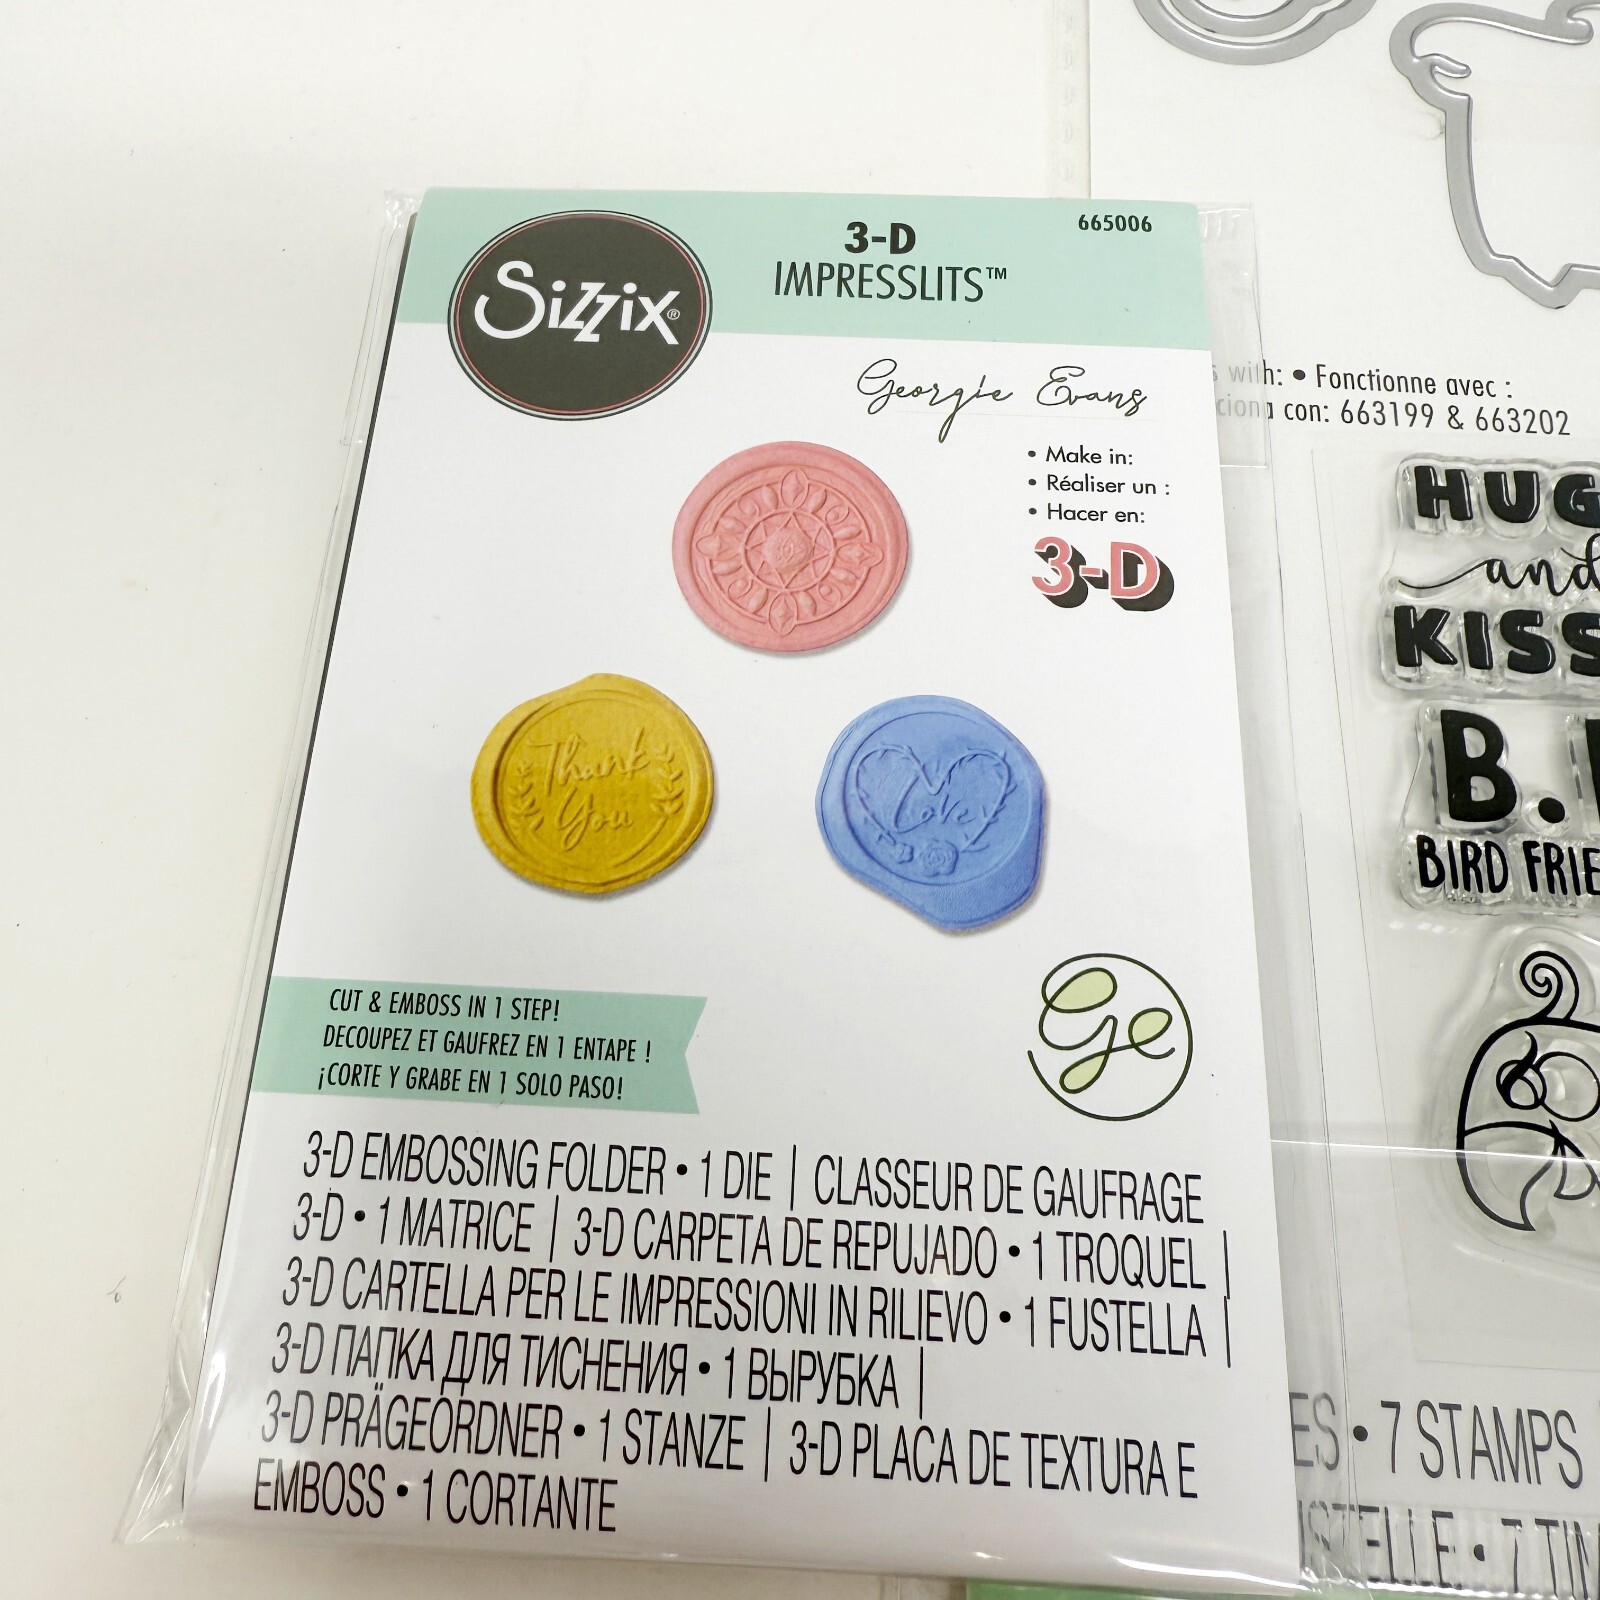 Sizzix®
3-D
IMPRESSLITS™
665006
Georgie Evans
• Make in:
• Réaliser un :
• Hacer en:
3-D
Thank
You
Love
CUT & EMBOSS IN 1 STEP!
DECOUPEZ ET GAUFREZ EN 1 ENTAPE !
¡CORTE Y GRABE EN 1 SOLO PASO!
Ge
3-D EMBOSSING FOLDER • 1 DIE | CLASSEUR DE GAUFRAGE
3-D • 1 MATRICE | 3-D CARPETA DE REPUJADO • 1 TROQUEL |
3-D CARTELLA PER LE IMPRESSIONI IN RILIEVO • 1 FUSTELLA |
3-D ПАПКА ДЛЯ ТИСНЕНИЯ • 1 ВЫРУБКА |
3-D PRÄGEORDNER • 1 STANZE | 3-D PLACA DE TEXTURA E
EMBOSS • 1 CORTANTE
with: • Fonctionne avec :
con: 663199 & 663202
HUG
and
KISS
B.
BIRD FRIE
ES • 7 STAMPS
• 7